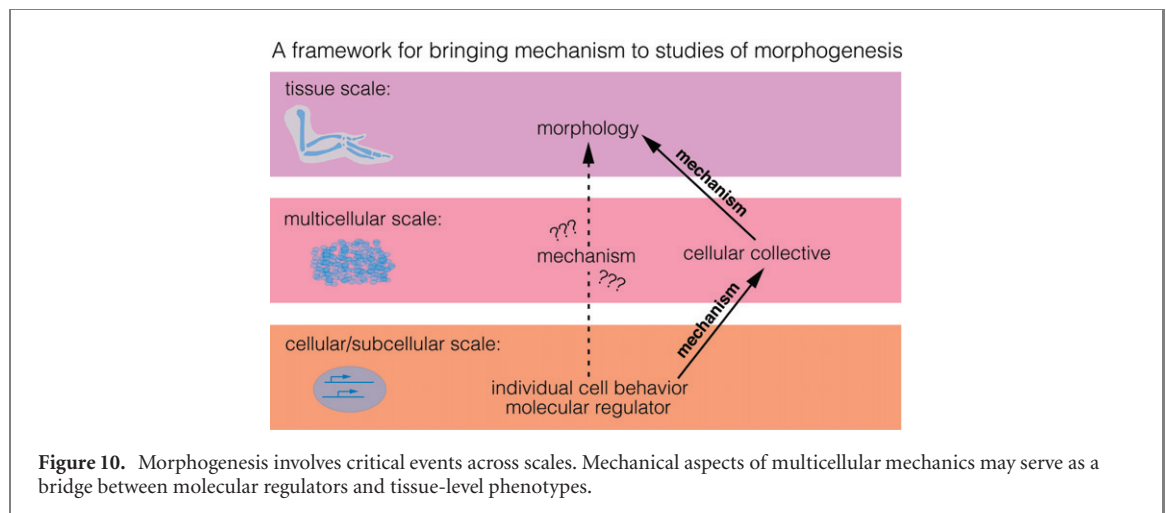 A framework for bringing mechanism to studies of morphogenesis
tissue scale:
morphology
mechanism
multicellular scale:
???
mechanism
???
cellular collective
mechanism
cellular/subcellular scale:
individual cell behavior
molecular regulator
Figure 10. Morphogenesis involves critical events across scales. Mechanical aspects of multicellular mechanics may serve as a
bridge between molecular regulators and tissue-level phenotypes.